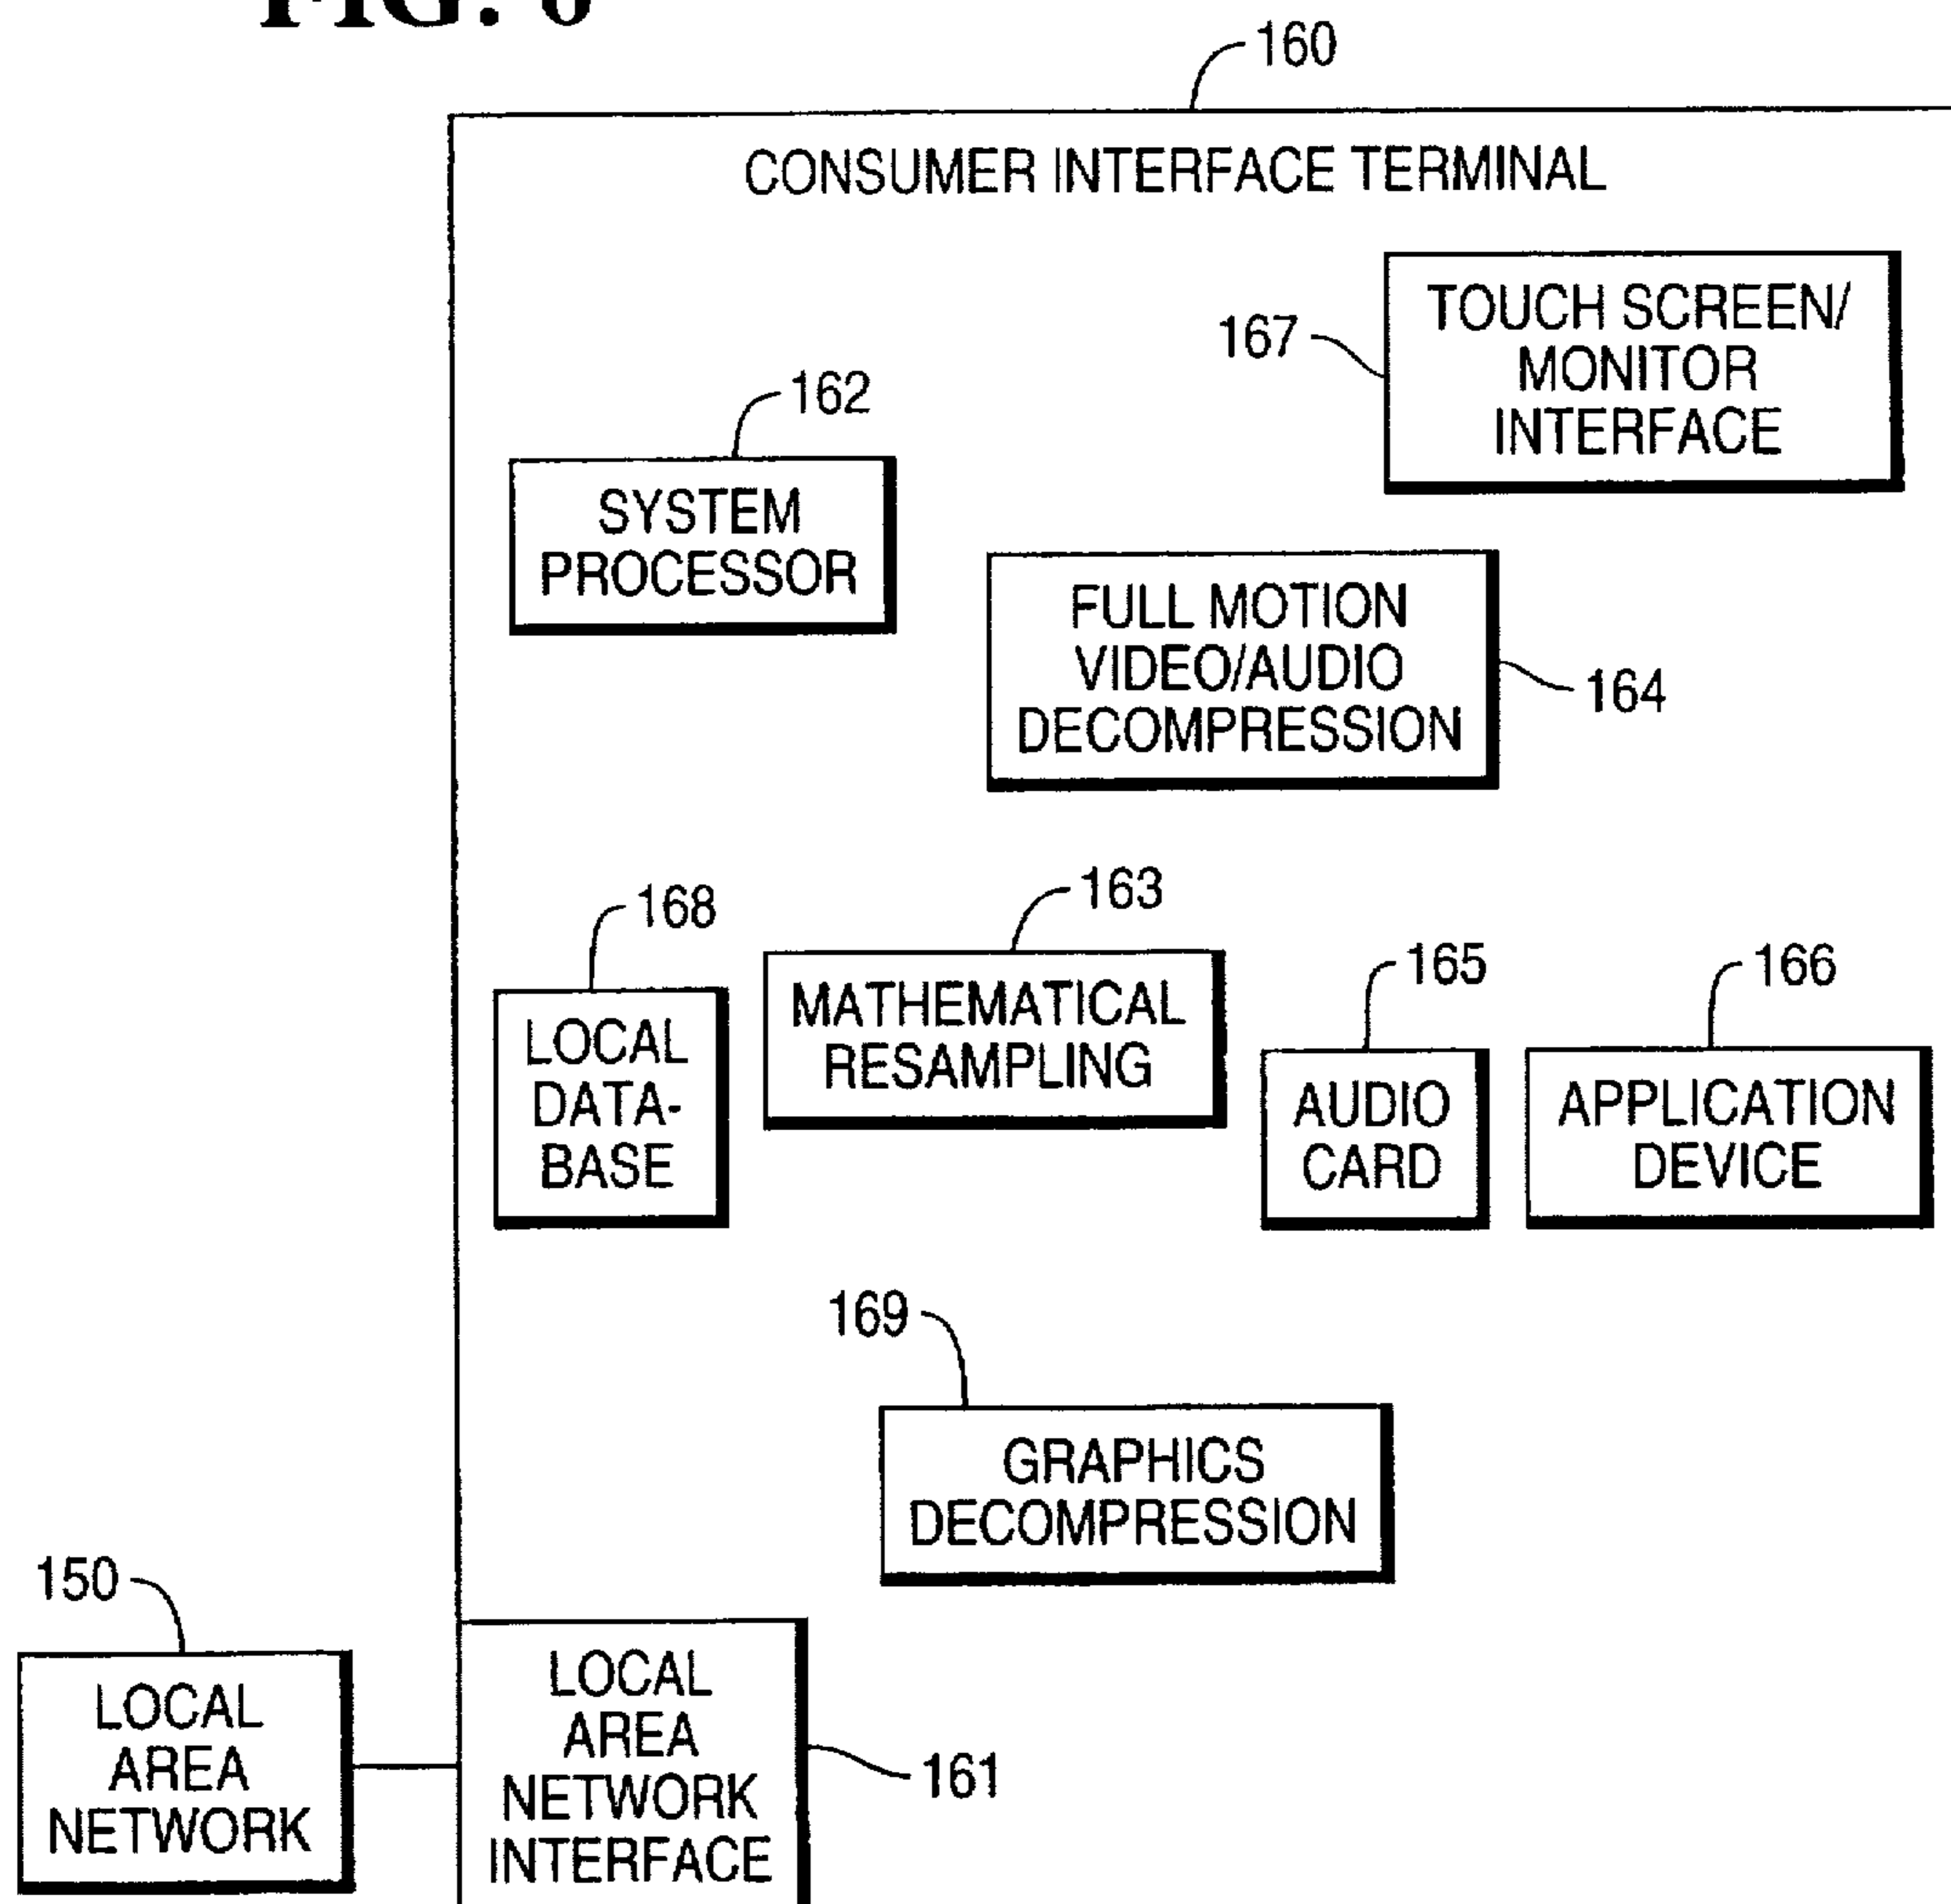 FIG. 6
160
CONSUMER INTERFACE TERMINAL
167
TOUCH SCREEN/
MONITOR
INTERFACE
162
SYSTEM
PROCESSOR
FULL MOTION
VIDEO/AUDIO
DECOMPRESSION
164
168
LOCAL
DATA-
BASE
163
MATHEMATICAL
RESAMPLING
165
AUDIO
CARD
166
APPLICATION
DEVICE
169
GRAPHICS
DECOMPRESSION
150
LOCAL
AREA
NETWORK
LOCAL
AREA
NETWORK
INTERFACE
161